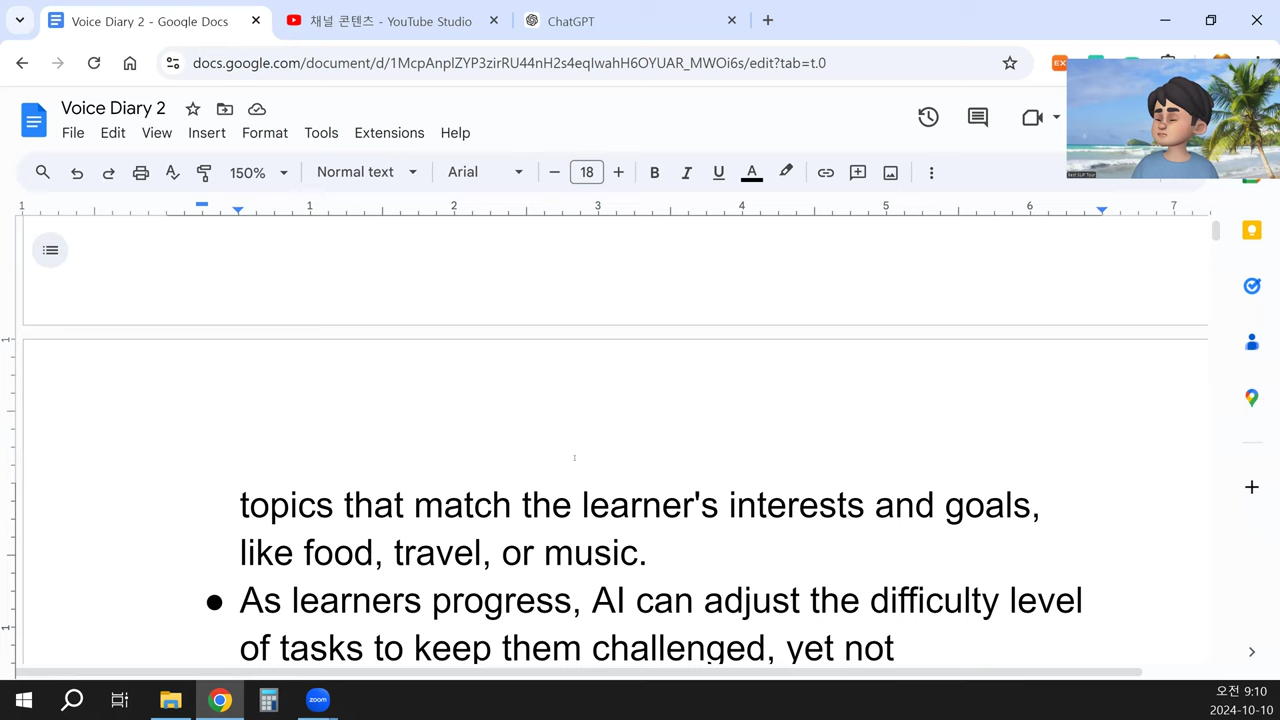 Voice Diary 2 - Google Docs
채널 콘텐츠 - YouTube Studio
ChatGPT
docs.google.com/document/d/1McpAnplZYP3zirRU44nH2s4eqIwahH6OYUAR_MWOi6s/edit?tab=t.0
Voice Diary 2
File Edit View Insert Format Tools Extensions Help
150% Normal text Arial 18 B I U A
1 1 2 3 4 5 6 7
topics that match the learner's interests and goals,
like food, travel, or music.
● As learners progress, AI can adjust the difficulty level
of tasks to keep them challenged, yet not
zoom
오전 9:10
2024-10-10